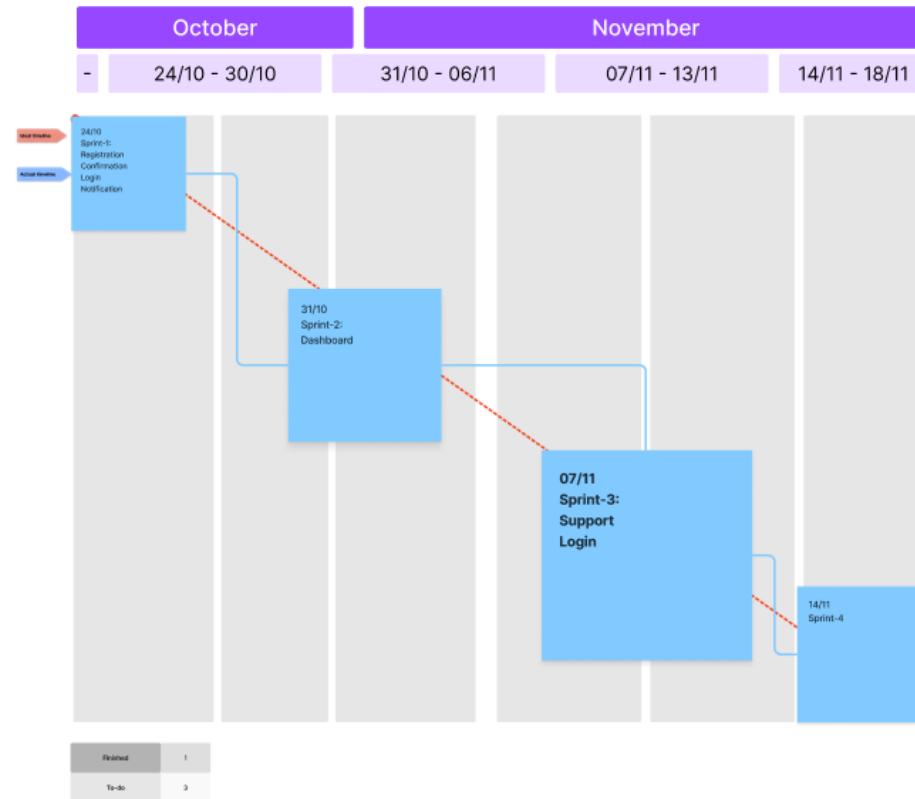 October
November
-
24/10 - 30/10
31/10 - 06/11
07/11 - 13/11
14/11 - 18/11
Ideal timeline
Actual timeline
24/10
Sprint-1:
Registration
Confirmation
Login
Notification
31/10
Sprint-2:
Dashboard
07/11
Sprint-3:
Support
Login
14/11
Sprint-4
Finished 1
To-do 3